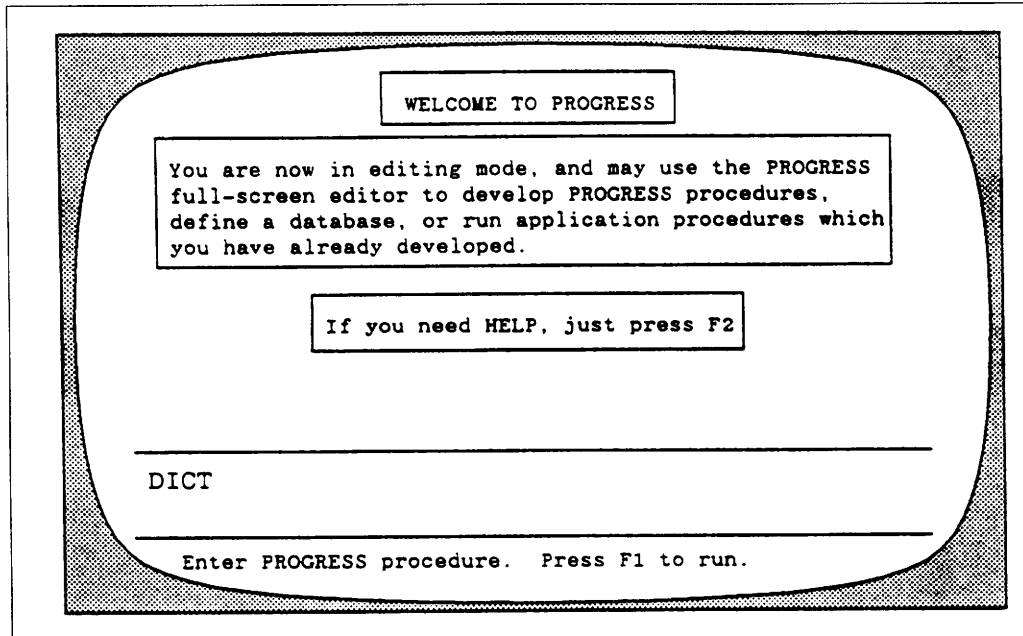 WELCOME TO PROGRESS
You are now in editing mode, and may use the PROGRESS
full-screen editor to develop PROGRESS procedures,
define a database, or run application procedures which
you have already developed.
If you need HELP, just press F2
DICT
Enter PROGRESS procedure. Press F1 to run.